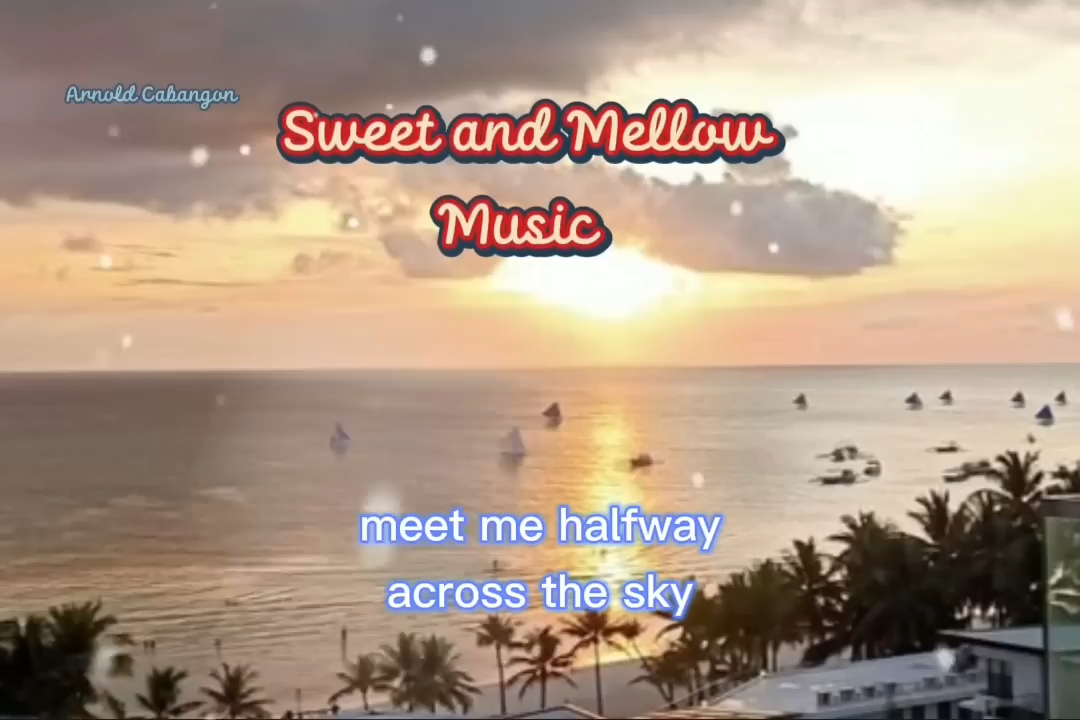 Arnold Cabangon
Sweet and Mellow
Music
meet me halfway
across the sky